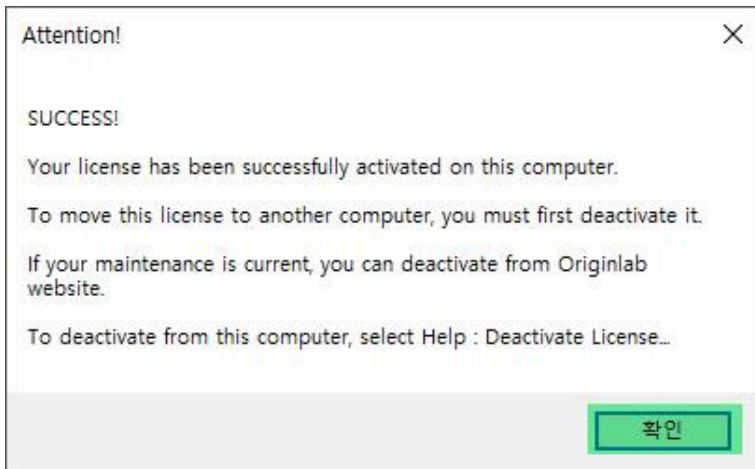 Attention!
SUCCESS!
Your license has been successfully activated on this computer.
To move this license to another computer, you must first deactivate it.
If your maintenance is current, you can deactivate from Originlab
website.
To deactivate from this computer, select Help : Deactivate License...
확인